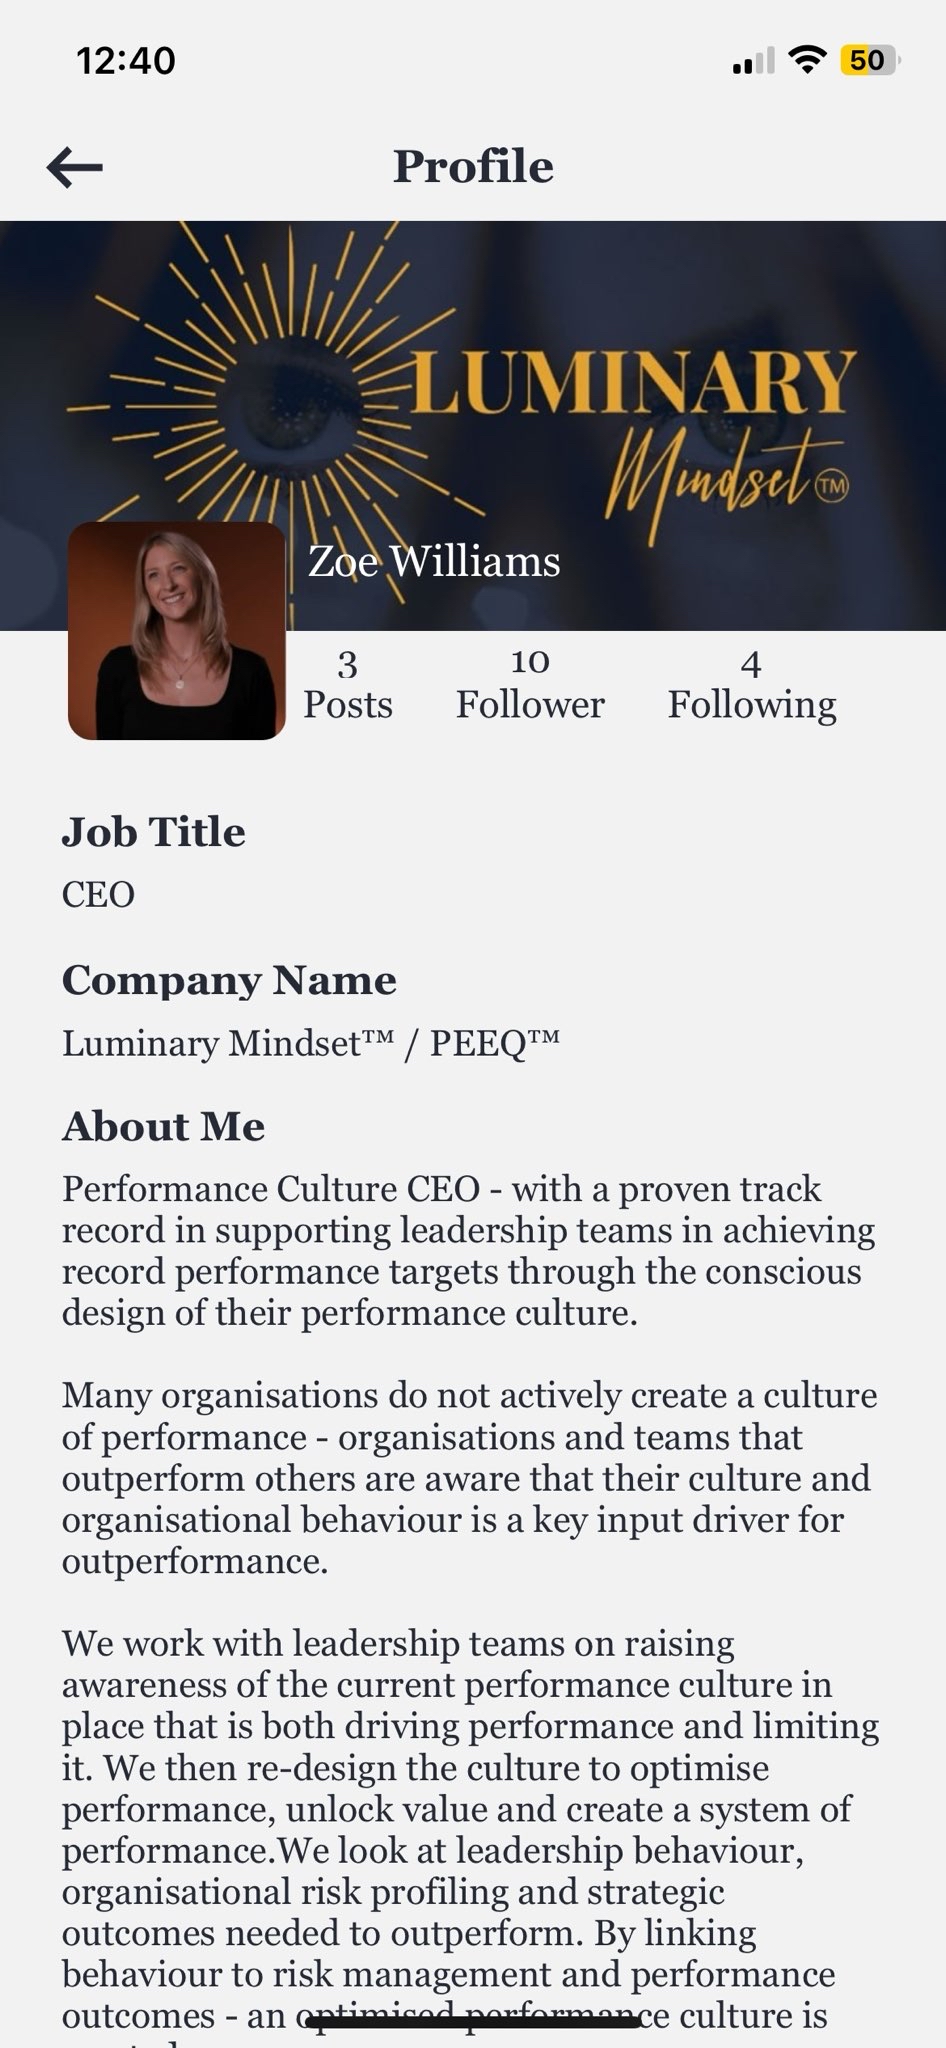 12:40
50
Profile
LUMINARY
Mindset TM
Zoe Williams
3
Posts
10
Follower
4
Following
Job Title
CEO
Company Name
Luminary Mindset™ / PEEQ™
About Me
Performance Culture CEO - with a proven track
record in supporting leadership teams in achieving
record performance targets through the conscious
design of their performance culture.
Many organisations do not actively create a culture
of performance - organisations and teams that
outperform others are aware that their culture and
organisational behaviour is a key input driver for
outperformance.
We work with leadership teams on raising
awareness of the current performance culture in
place that is both driving performance and limiting
it. We then re-design the culture to optimise
performance, unlock value and create a system of
performance.We look at leadership behaviour,
organisational risk profiling and strategic
outcomes needed to outperform. By linking
behaviour to risk management and performance
outcomes - an optimised performance culture is